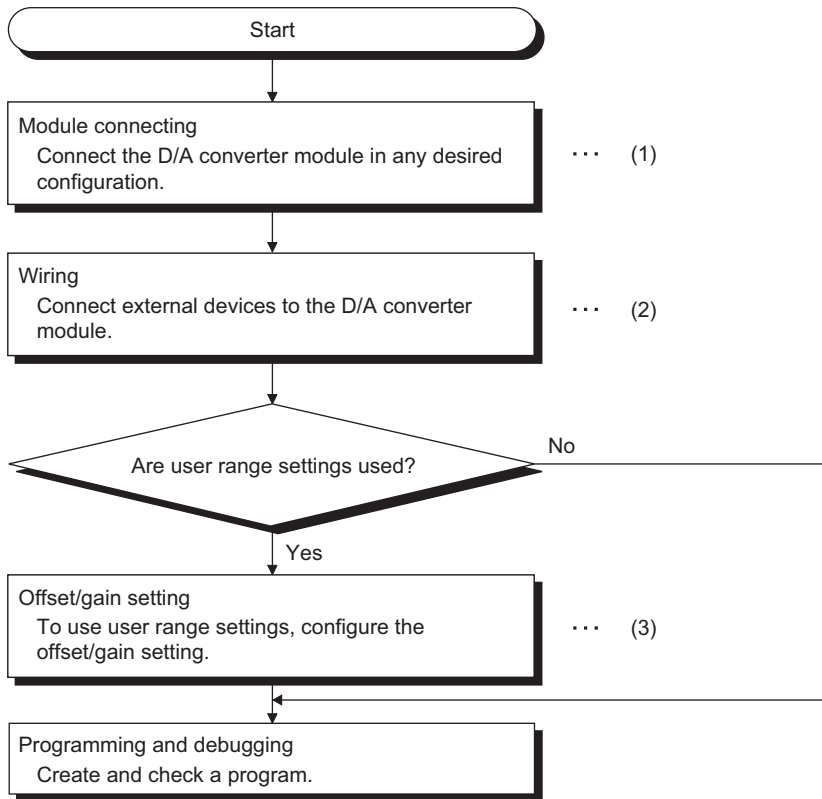 Start
Module connecting
Connect the D/A converter module in any desired
configuration.
··· (1)
Wiring
Connect external devices to the D/A converter
module.
··· (2)
Are user range settings used?
No
Yes
Offset/gain setting
To use user range settings, configure the
offset/gain setting.
··· (3)
Programming and debugging
Create and check a program.